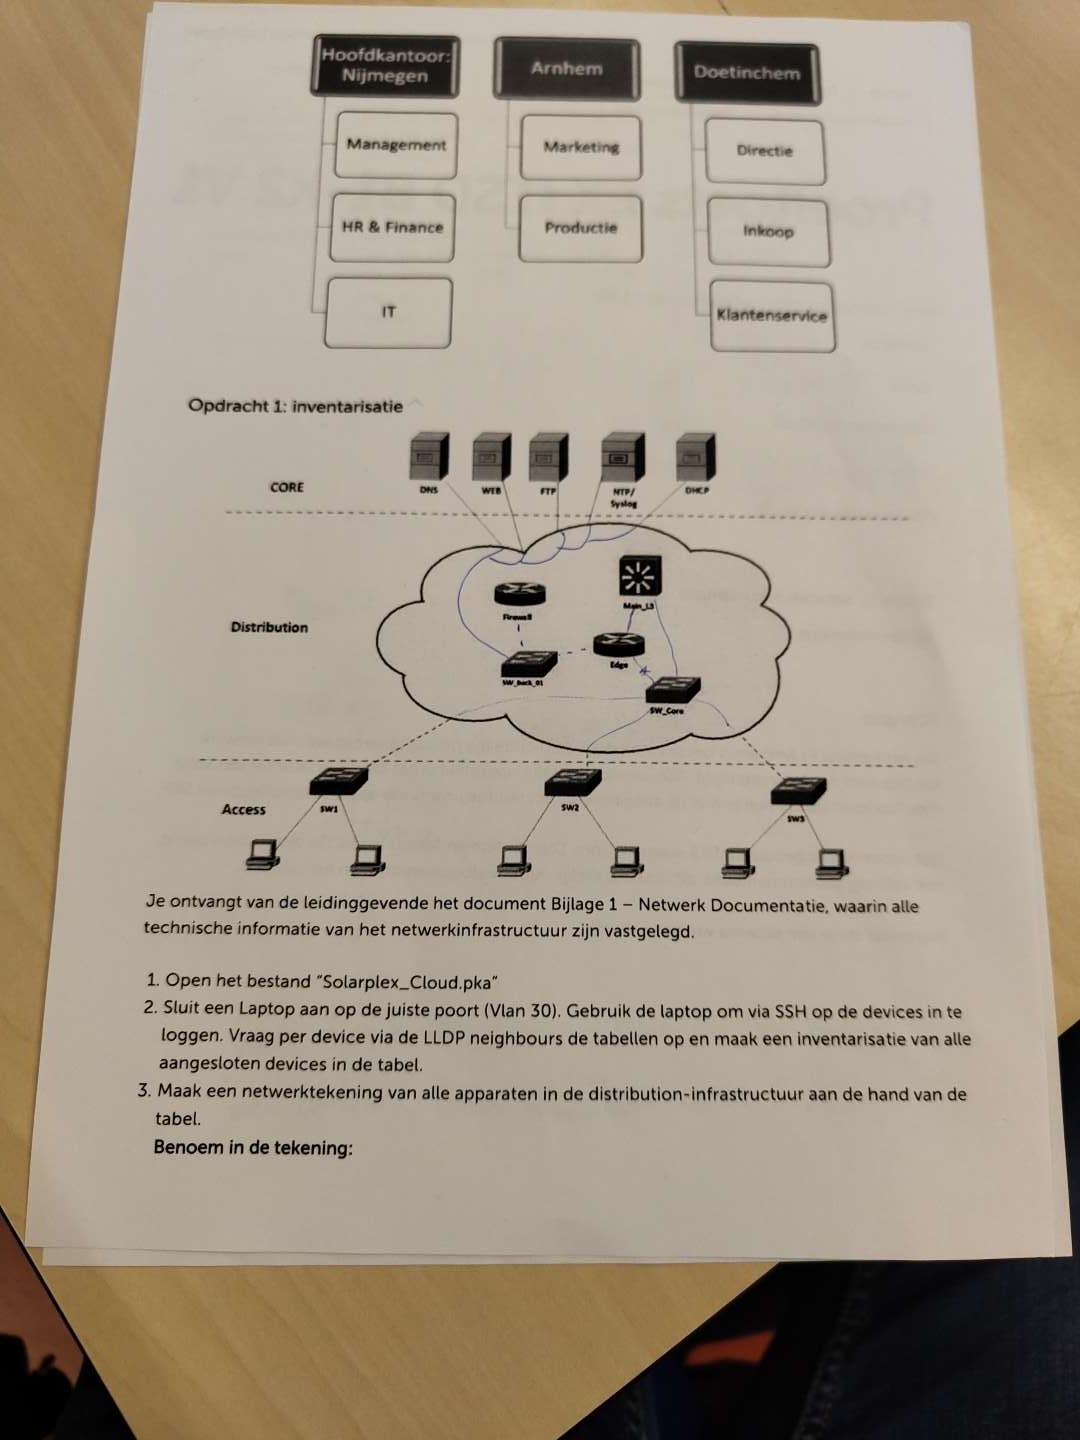 Hoofdkantoor:
Nijmegen
Arnhem
Doetinchem
Management
Marketing
Directie
HR & Finance
Productie
Inkoop
IT
Klantenservice
Opdracht 1: inventarisatie
CORE
DNS
WEB
FTP
NTP/
Syslog
DHCP
Distribution
Firewall
Main_L3
Edge
SW_Back_01
SW_Core
Access
SW1
SW2
SW3
Je ontvangt van de leidinggevende het document Bijlage 1 – Netwerk Documentatie, waarin alle
technische informatie van het netwerkinfrastructuur zijn vastgelegd.
1. Open het bestand "Solarplex_Cloud.pka"
2. Sluit een Laptop aan op de juiste poort (Vlan 30). Gebruik de laptop om via SSH op de devices in te
loggen. Vraag per device via de LLDP neighbours de tabellen op en maak een inventarisatie van alle
aangesloten devices in de tabel.
3. Maak een netwerktekening van alle apparaten in de distribution-infrastructuur aan de hand van de
tabel.
Benoem in de tekening: